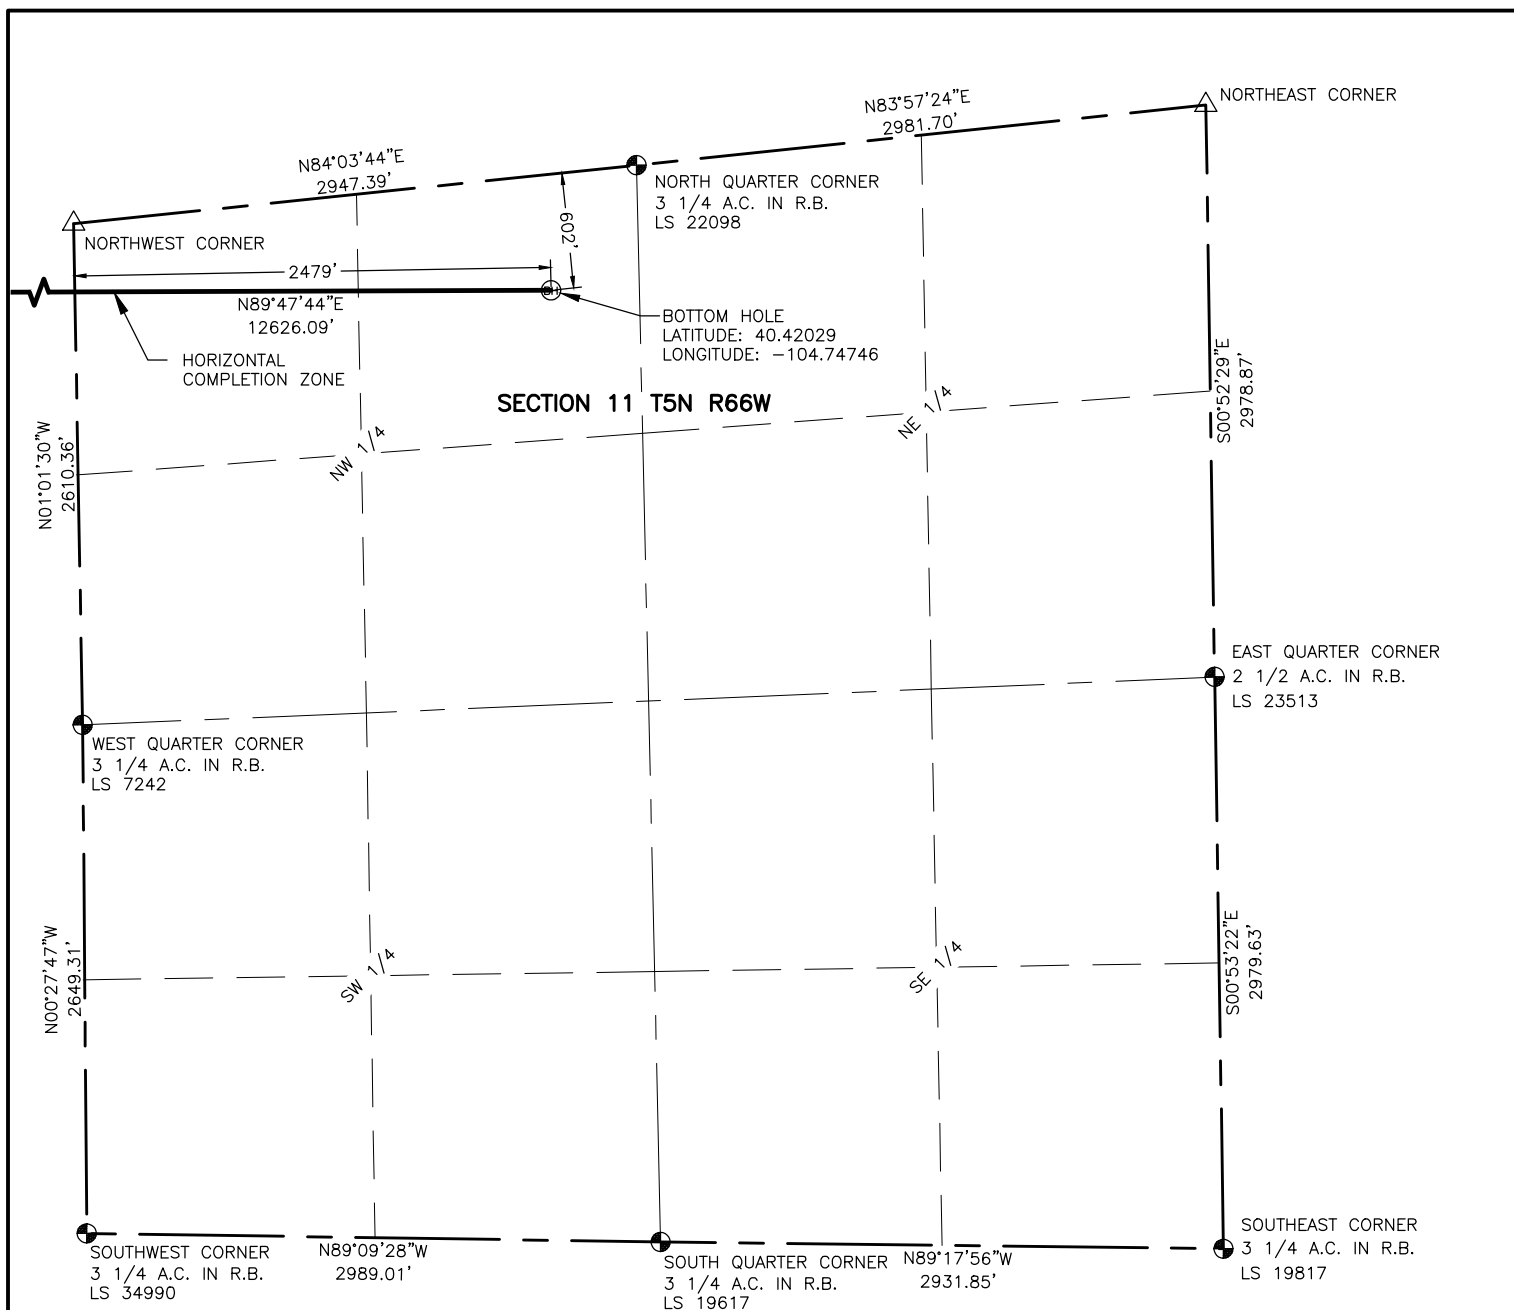 N83°57'24"E
2981.70'
NORTHEAST CORNER
N84°03'44"E
2947.39'
NORTH QUARTER CORNER
3 1/4 A.C. IN R.B.
LS 22098
602'
NORTHWEST CORNER
2479'
N89°47'44"E
12626.09'
BH
BOTTOM HOLE
LATITUDE: 40.42029
LONGITUDE: -104.74746
HORIZONTAL
COMPLETION ZONE
SECTION 11 T5N R66W
S00°52'29"E
2978.87'
NW 1/4
NE 1/4
N01°01'30"W
2610.36'
EAST QUARTER CORNER
2 1/2 A.C. IN R.B.
LS 23513
WEST QUARTER CORNER
3 1/4 A.C. IN R.B.
LS 7242
N00°27'47"W
2649.31'
SW 1/4
SE 1/4
S00°53'22"E
2979.63'
SOUTHWEST CORNER
3 1/4 A.C. IN R.B.
LS 34990
N89°09'28"W
2989.01'
SOUTH QUARTER CORNER
3 1/4 A.C. IN R.B.
LS 19617
N89°17'56"W
2931.85'
SOUTHEAST CORNER
3 1/4 A.C. IN R.B.
LS 19817